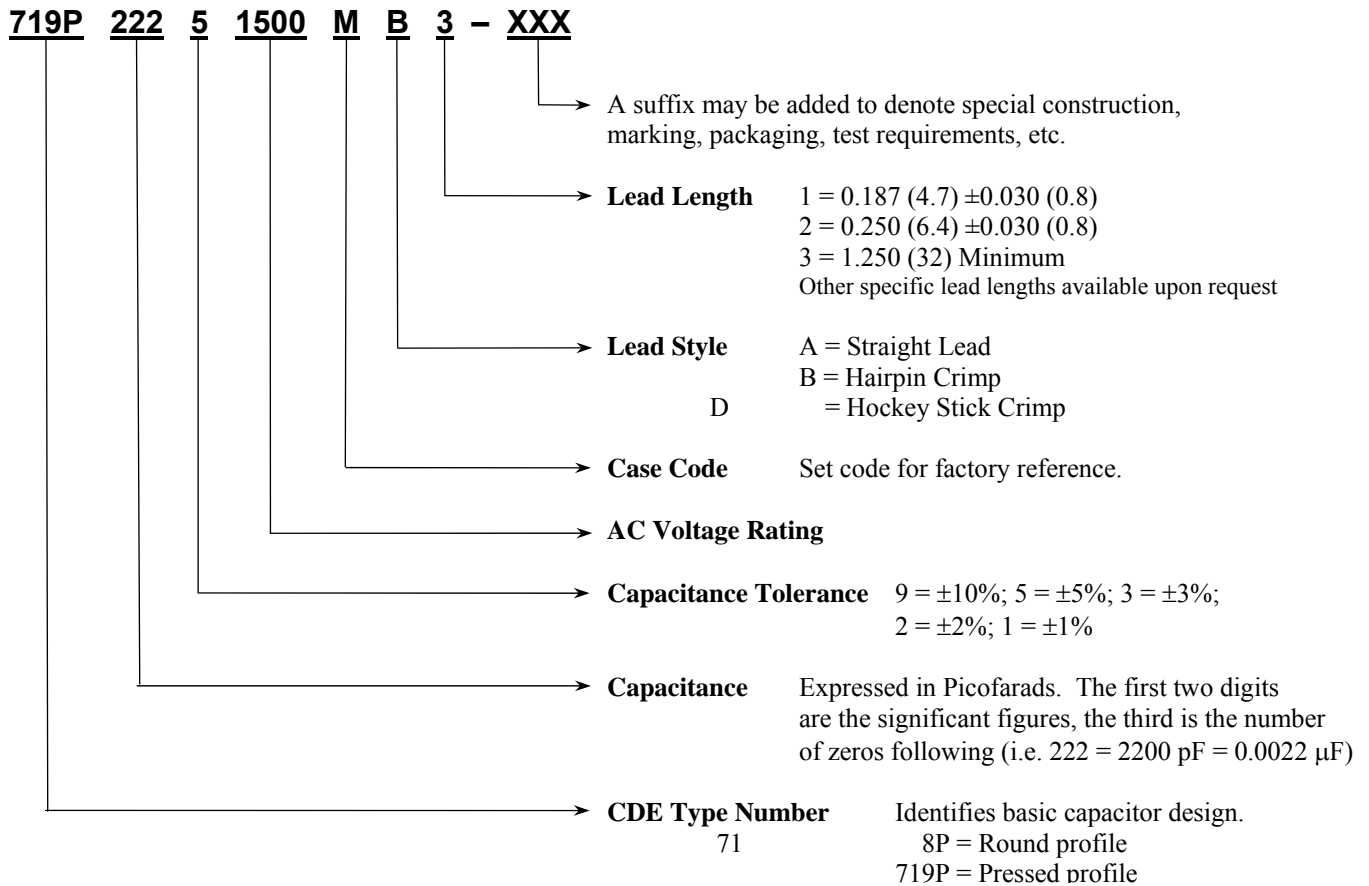 719P 222 5 1500 M B 3 – XXX
A suffix may be added to denote special construction,
marking, packaging, test requirements, etc.
Lead Length 1 = 0.187 (4.7) ±0.030 (0.8)
2 = 0.250 (6.4) ±0.030 (0.8)
3 = 1.250 (32) Minimum
Other specific lead lengths available upon request
Lead Style A = Straight Lead
B = Hairpin Crimp
D = Hockey Stick Crimp
Case Code Set code for factory reference.
AC Voltage Rating
Capacitance Tolerance 9 = ±10%; 5 = ±5%; 3 = ±3%;
2 = ±2%; 1 = ±1%
Capacitance Expressed in Picofarads. The first two digits
are the significant figures, the third is the number
of zeros following (i.e. 222 = 2200 pF = 0.0022 μF)
CDE Type Number Identifies basic capacitor design.
71 8P = Round profile
719P = Pressed profile